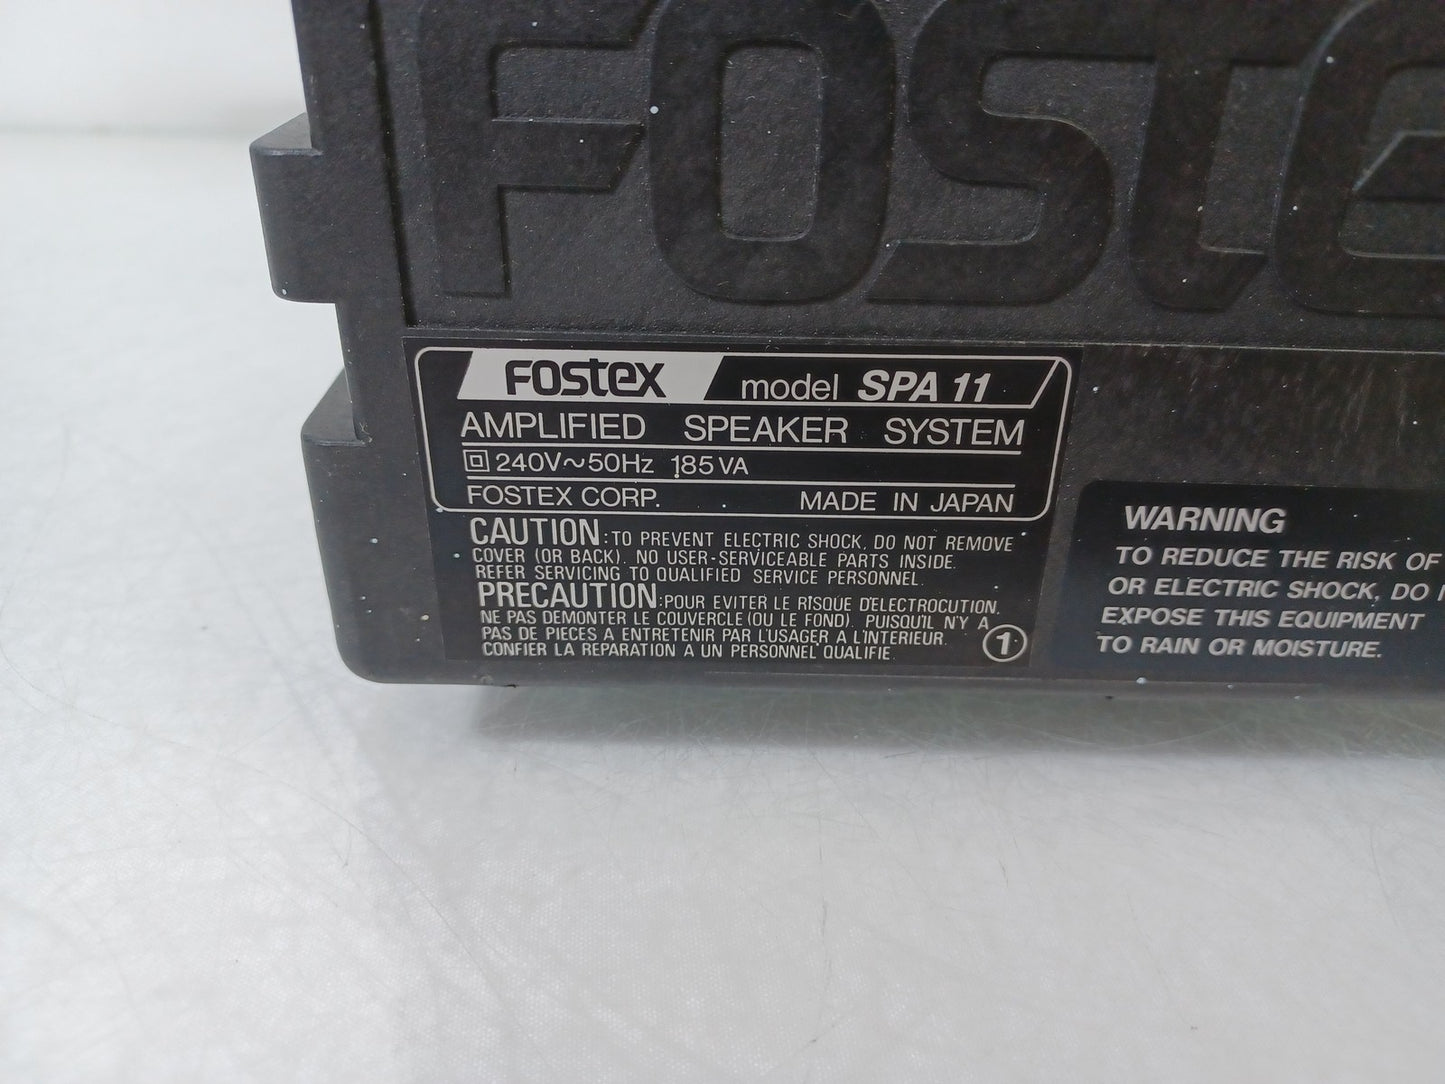 FOSTE
FOSTEX model SPA 11
AMPLIFIED SPEAKER SYSTEM
240V~50Hz 185 VA
FOSTEX CORP. MADE IN JAPAN
CAUTION: TO PREVENT ELECTRIC SHOCK, DO NOT REMOVE
COVER (OR BACK). NO USER-SERVICEABLE PARTS INSIDE.
REFER SERVICING TO QUALIFIED SERVICE PERSONNEL.
PRECAUTION: POUR EVITER LE RISQUE D'ELECTROCUTION,
NE PAS DEMONTER LE COUVERCLE (OU LE FOND). PUISQU'IL N'Y A
PAS DE PIECES A ENTRETENIR PAR L'USAGER A L'INTERIEUR.
CONFIER LA REPARATION A UN PERSONNEL QUALIFIE.
1
WARNING
TO REDUCE THE RISK OF
OR ELECTRIC SHOCK, DO
EXPOSE THIS EQUIPMENT
TO RAIN OR MOISTURE.